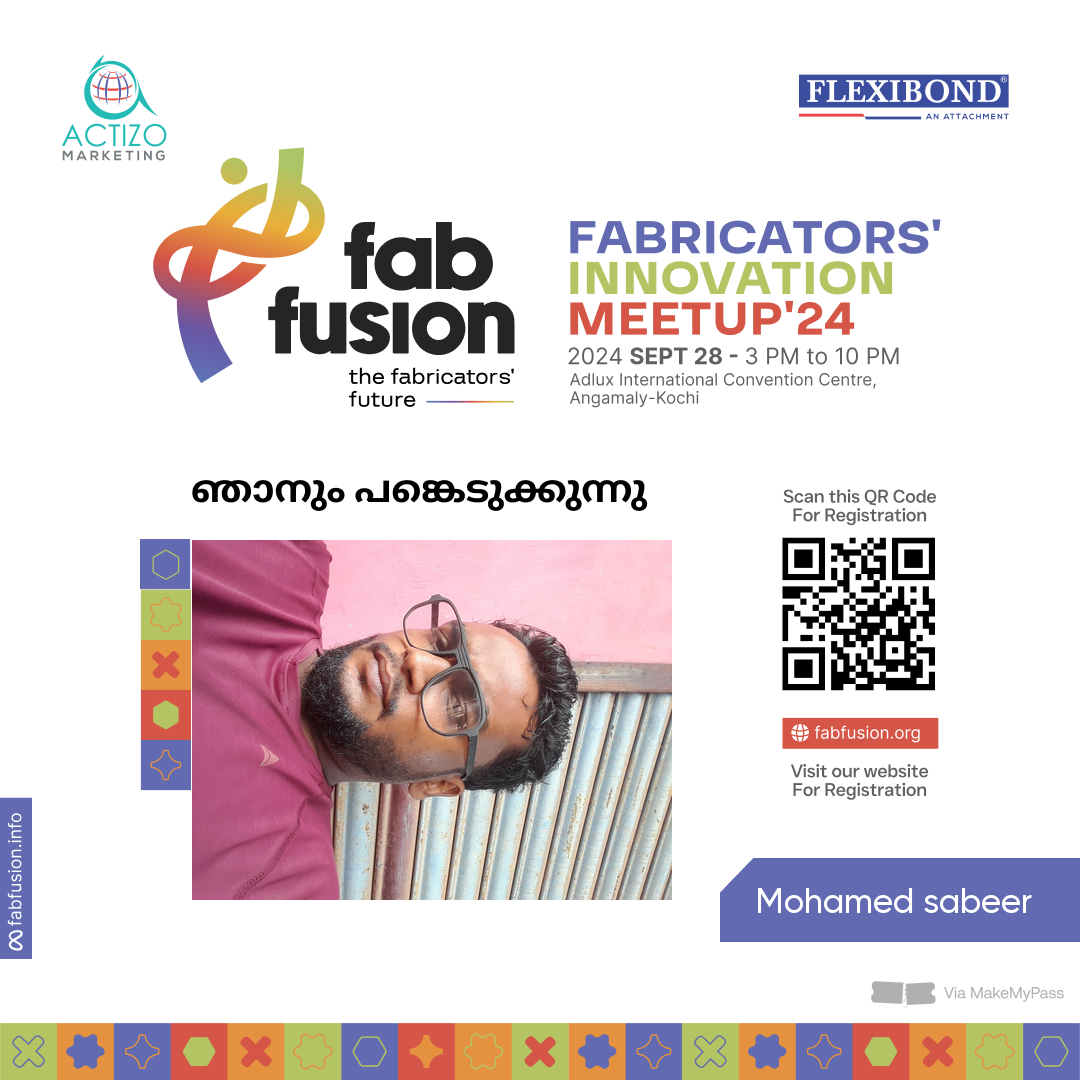 ACTIZO
MARKETING
FLEXIBOND®
AN ATTACHMENT
fab
fusion
the fabricators'
future
FABRICATORS'
INNOVATION
MEETUP'24
2024 SEPT 28 - 3 PM to 10 PM
Adlux International Convention Centre,
Angamaly-Kochi
ഞാനും പങ്കെടുക്കുന്നു
Scan this QR Code
For Registration
fabfusion.org
Visit our website
For Registration
fabfusion.info
Mohamed sabeer
Via MakeMyPass